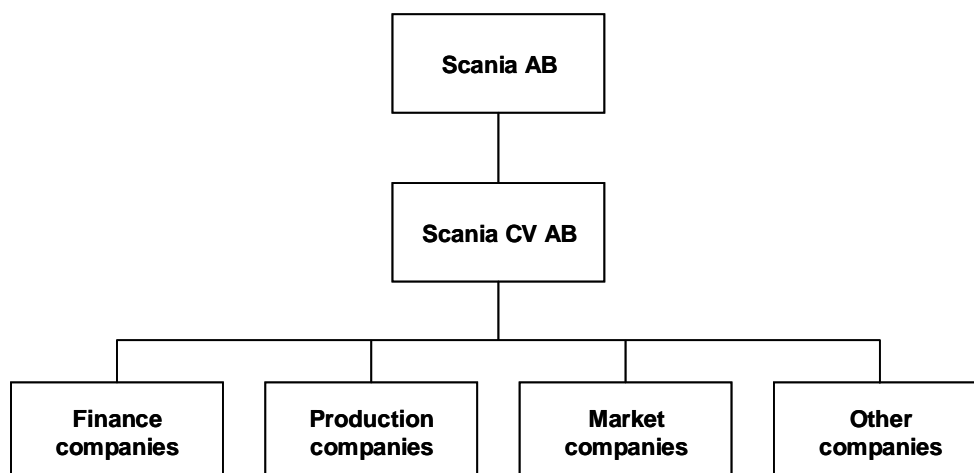 Scania AB
Scania CV AB
Finance
companies
Production
companies
Market
companies
Other
companies